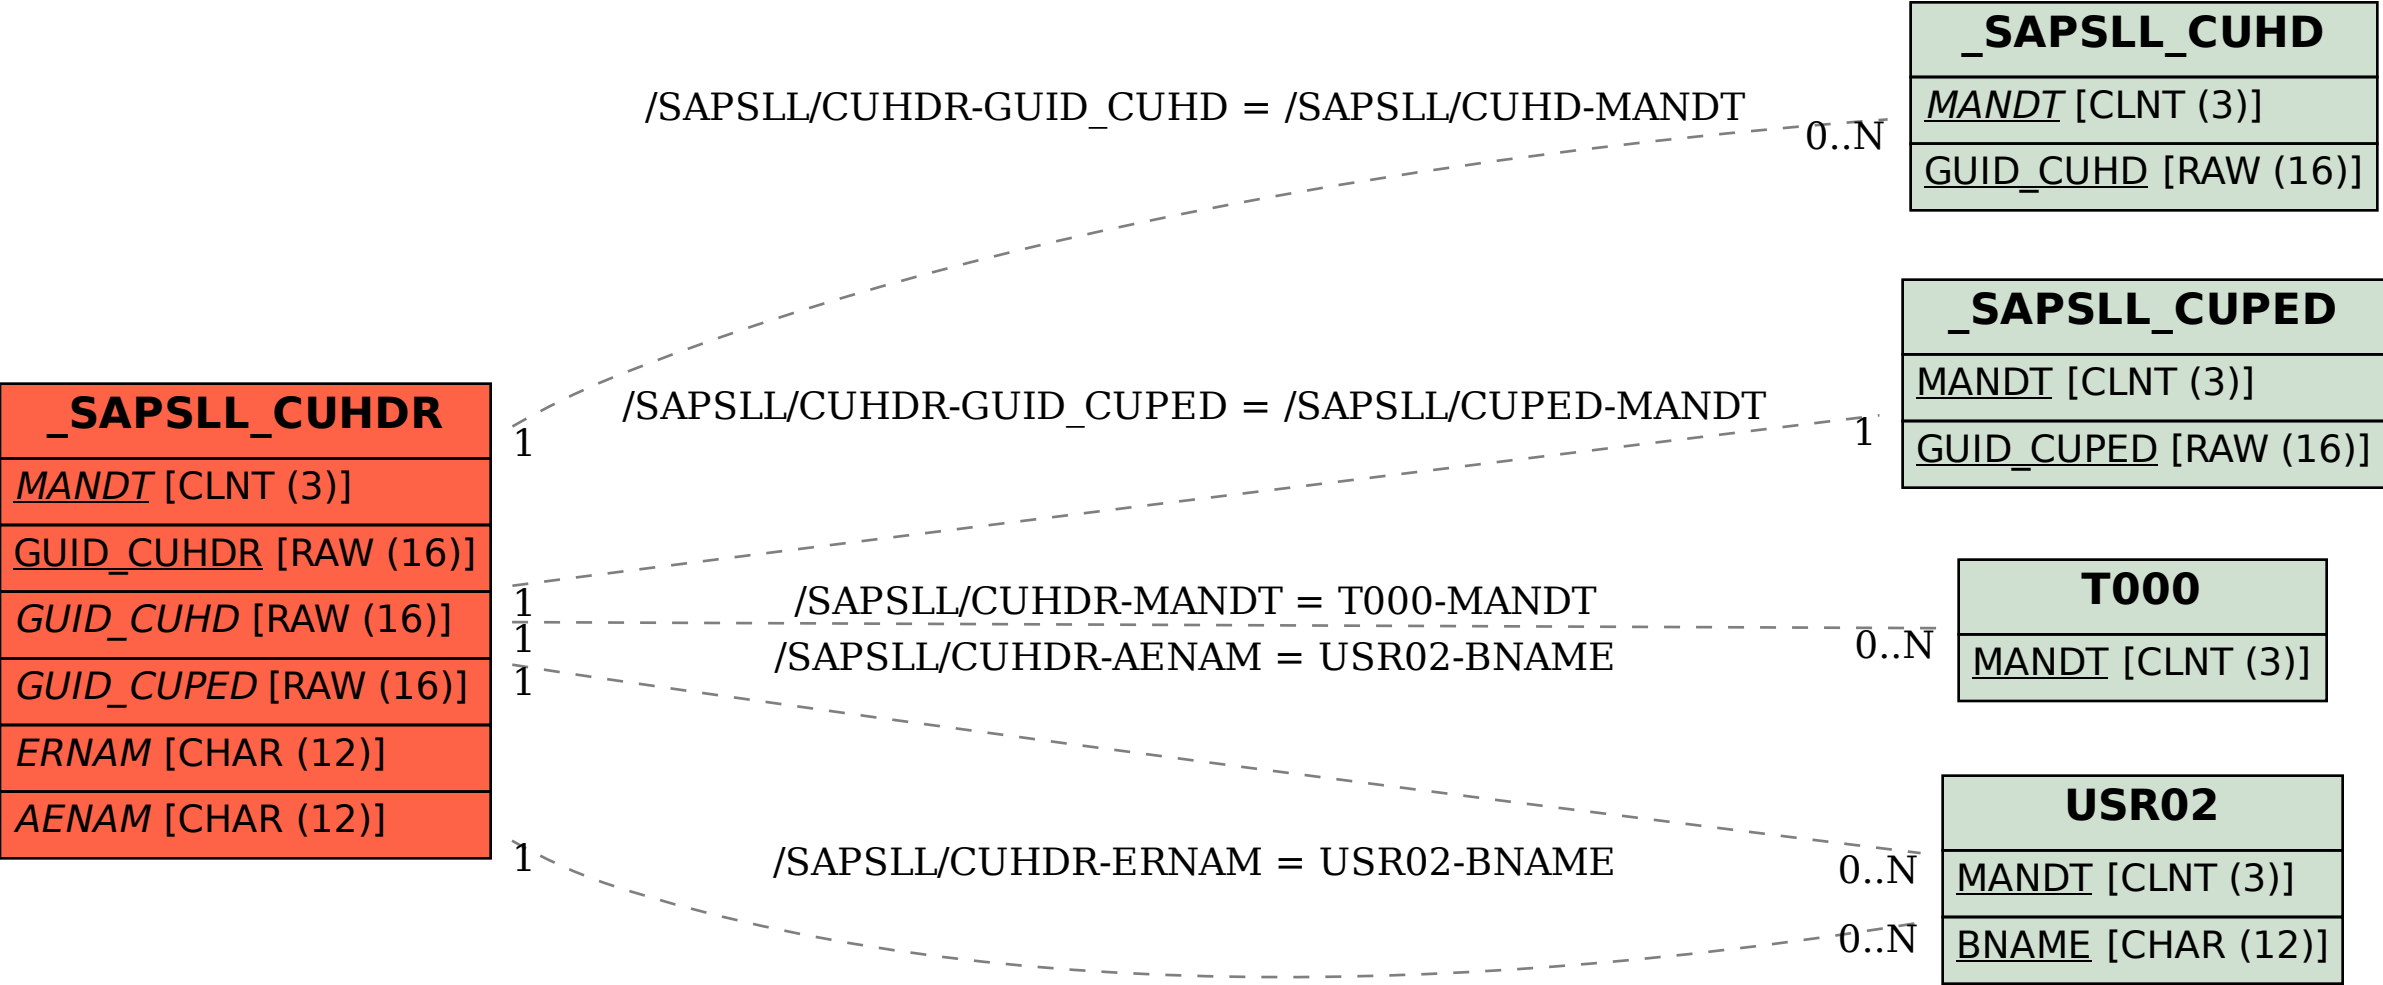 _SAPSLL_CUHD
MANDT [CLNT (3)]
GUID_CUHD [RAW (16)]
/SAPSLL/CUHDR-GUID_CUHD = /SAPSLL/CUHD-MANDT
0..N
1
_SAPSLL_CUPED
MANDT [CLNT (3)]
GUID_CUPED [RAW (16)]
/SAPSLL/CUHDR-GUID_CUPED = /SAPSLL/CUPED-MANDT
1
1
_SAPSLL_CUHDR
MANDT [CLNT (3)]
GUID_CUHDR [RAW (16)]
GUID_CUHD [RAW (16)]
GUID_CUPED [RAW (16)]
ERNAM [CHAR (12)]
AENAM [CHAR (12)]
/SAPSLL/CUHDR-MANDT = T000-MANDT
1
0..N
T000
MANDT [CLNT (3)]
/SAPSLL/CUHDR-AENAM = USR02-BNAME
1
0..N
/SAPSLL/CUHDR-ERNAM = USR02-BNAME
1
0..N
USR02
MANDT [CLNT (3)]
BNAME [CHAR (12)]